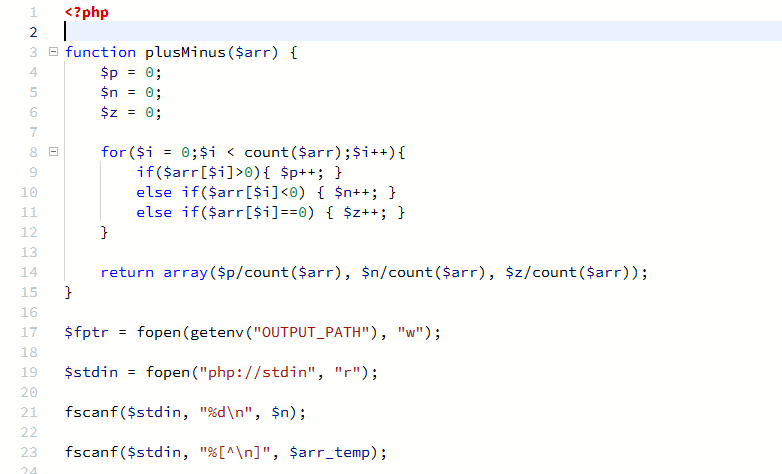 1 <?php
2
3 function plusMinus($arr) {
4     $p = 0;
5     $n = 0;
6     $z = 0;
7
8     for($i = 0;$i < count($arr);$i++){
9         if($arr[$i]>0){ $p++; }
10         else if($arr[$i]<0) { $n++; }
11         else if($arr[$i]==0) { $z++; }
12     }
13
14     return array($p/count($arr), $n/count($arr), $z/count($arr));
15 }
16
17 $fptr = fopen(getenv("OUTPUT_PATH"), "w");
18
19 $stdin = fopen("php://stdin", "r");
20
21 fscanf($stdin, "%d\n", $n);
22
23 fscanf($stdin, "%[^\n]", $arr_temp);
24